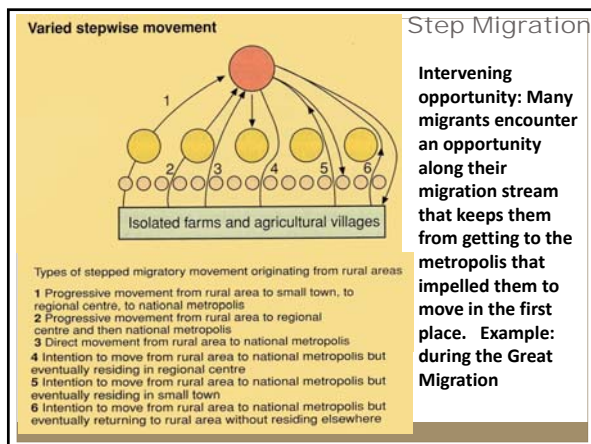 Varied stepwise movement
1
2
3
4
5
6
Isolated farms and agricultural villages
Types of stepped migratory movement originating from rural areas
1 Progressive movement from rural area to small town, to
regional centre, to national metropolis
2 Progressive movement from rural area to regional
centre and then national metropolis
3 Direct movement from rural area to national metropolis
4 Intention to move from rural area to national metropolis but
eventually residing in regional centre
5 Intention to move from rural area to national metropolis but
eventually residing in small town
6 Intention to move from rural area to national metropolis but
eventually returning to rural area without residing elsewhere
Step Migration
Intervening
opportunity: Many
migrants encounter
an opportunity
along their
migration stream
that keeps them
from getting to the
metropolis that
impelled them to
move in the first
place. Example:
during the Great
Migration